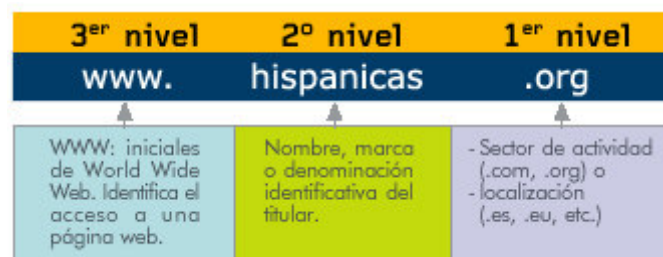 3er nivel
2º nivel
1er nivel
www.
hispanicas
.org
WWW: iniciales
de World Wide
Web. Identifica el
acceso a una
página web.
Nombre, marca
o denominación
identificativa del
titular.
- Sector de actividad
(.com, .org) o
- localización
(.es, .eu, etc.)